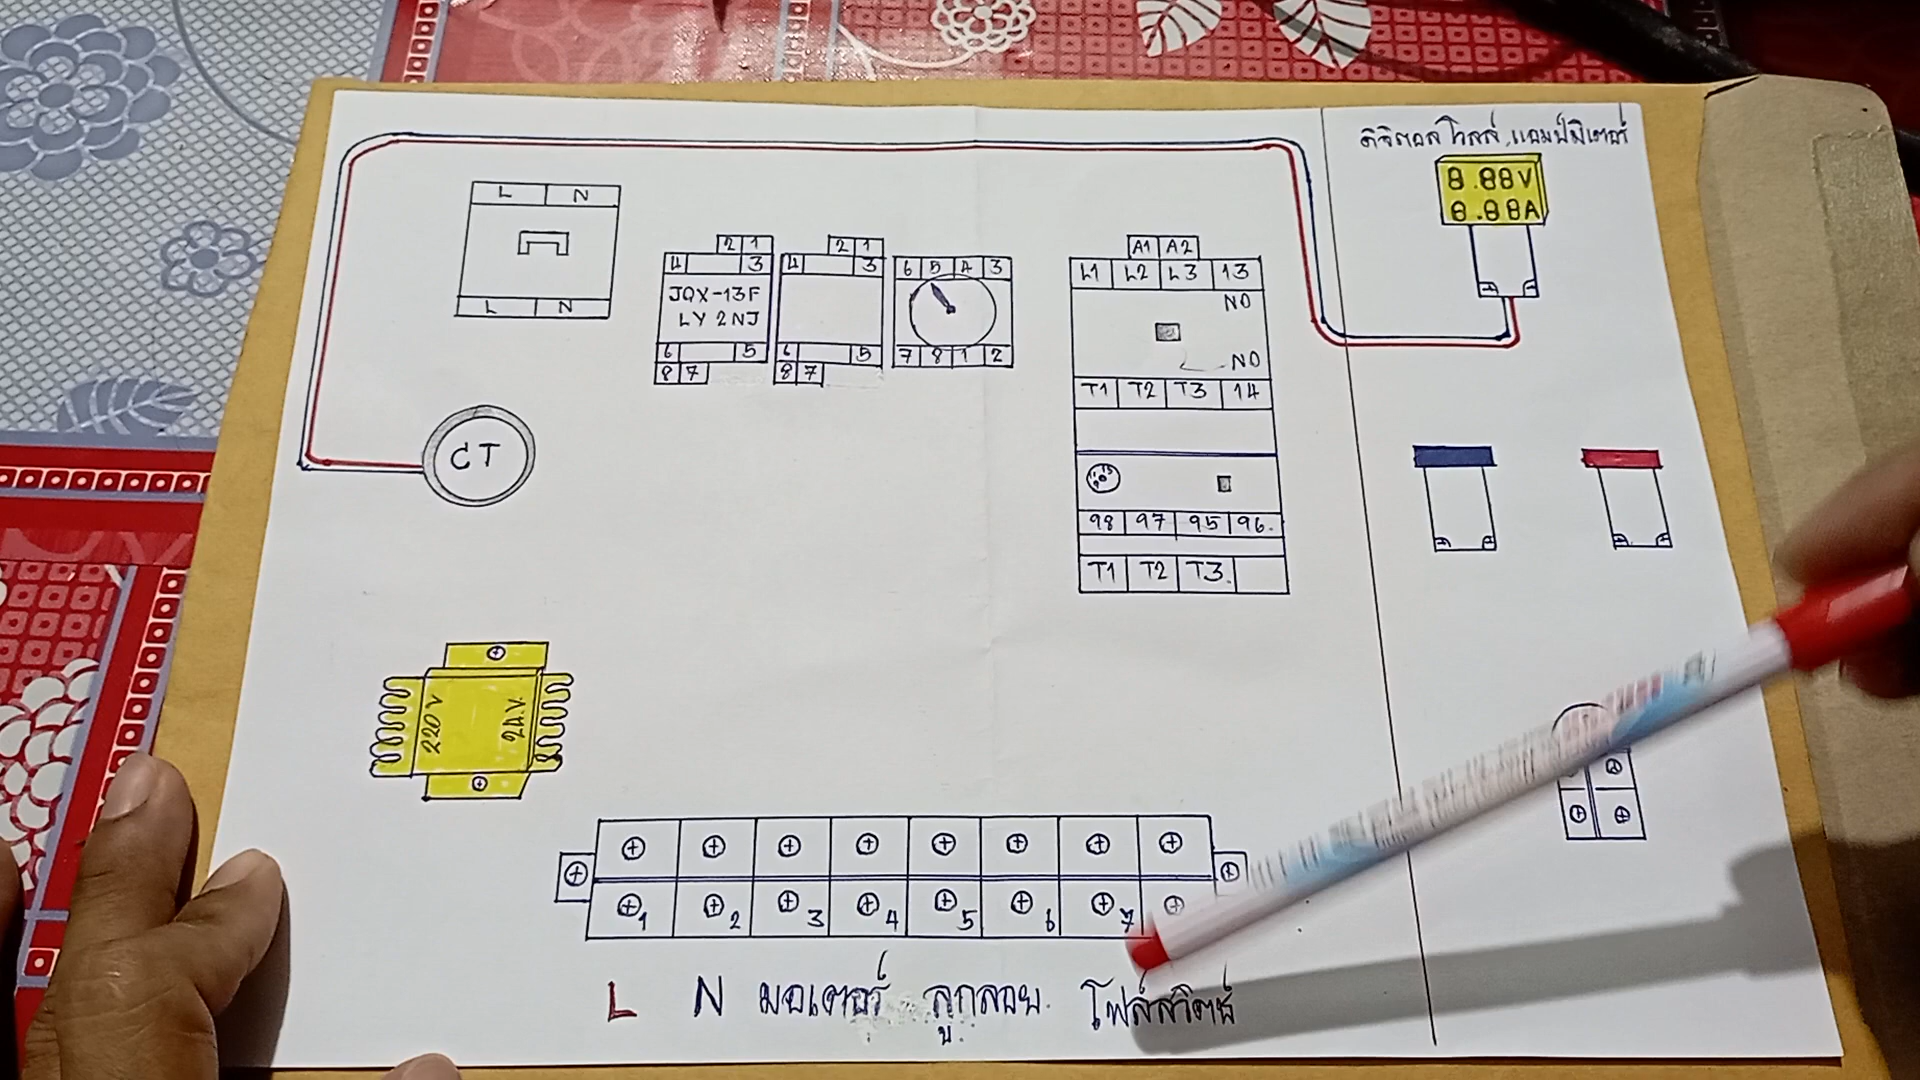 ดิจิตอล โวลล์,แอมป์มิเตอร์
8.88V
8.88A
L N
L N
2 1
4 3
JQX-13F
LY 2NJ
6 5
8 7
2 1
4 3
6 5
8 7
6 5 4 3
7 8 1 2
A1 A2
L1 L2 L3 13
NO
NO
T1 T2 T3 14
98 97 95 96.
T1 T2 T3.
CT
220V
24.V.
1 2 3 4 5 6 7
L N มอเตอร์ ลูกลอย. โฟล์สวิตช์